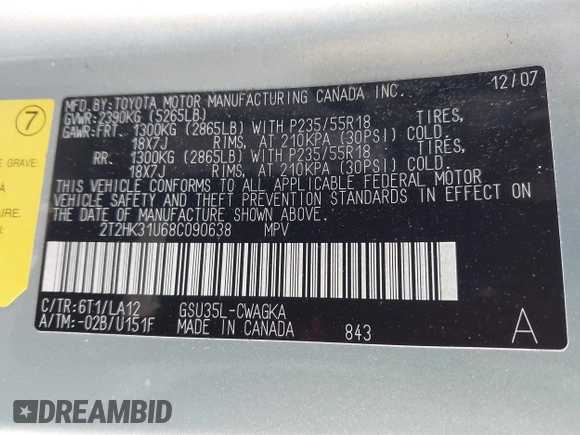 12/07
MFD. BY: TOYOTA MOTOR MANUFACTURING CANADA INC.
GVWR: 2390KG (5265LB)
GAWR: FRT. 1300KG (2865LB) WITH P235/55R18 TIRES,
18X7J RIMS, AT 210KPA (30PSI) COLD.
RR. 1300KG (2865LB) WITH P235/55R18 TIRES,
18X7J RIMS, AT 210KPA (30PSI) COLD.
THIS VEHICLE CONFORMS TO ALL APPLICABLE FEDERAL MOTOR
VEHICLE SAFETY AND THEFT PREVENTION STANDARDS IN EFFECT ON
THE DATE OF MANUFACTURE SHOWN ABOVE.
2T2HK31U68C090638 MPV
C/TR: 6T1/LA12 GSU35L-CWAGKA
A/TM: -02B/U151F MADE IN CANADA 843
A
7
E GRAVE:
À
AIRE.
DREAMBID